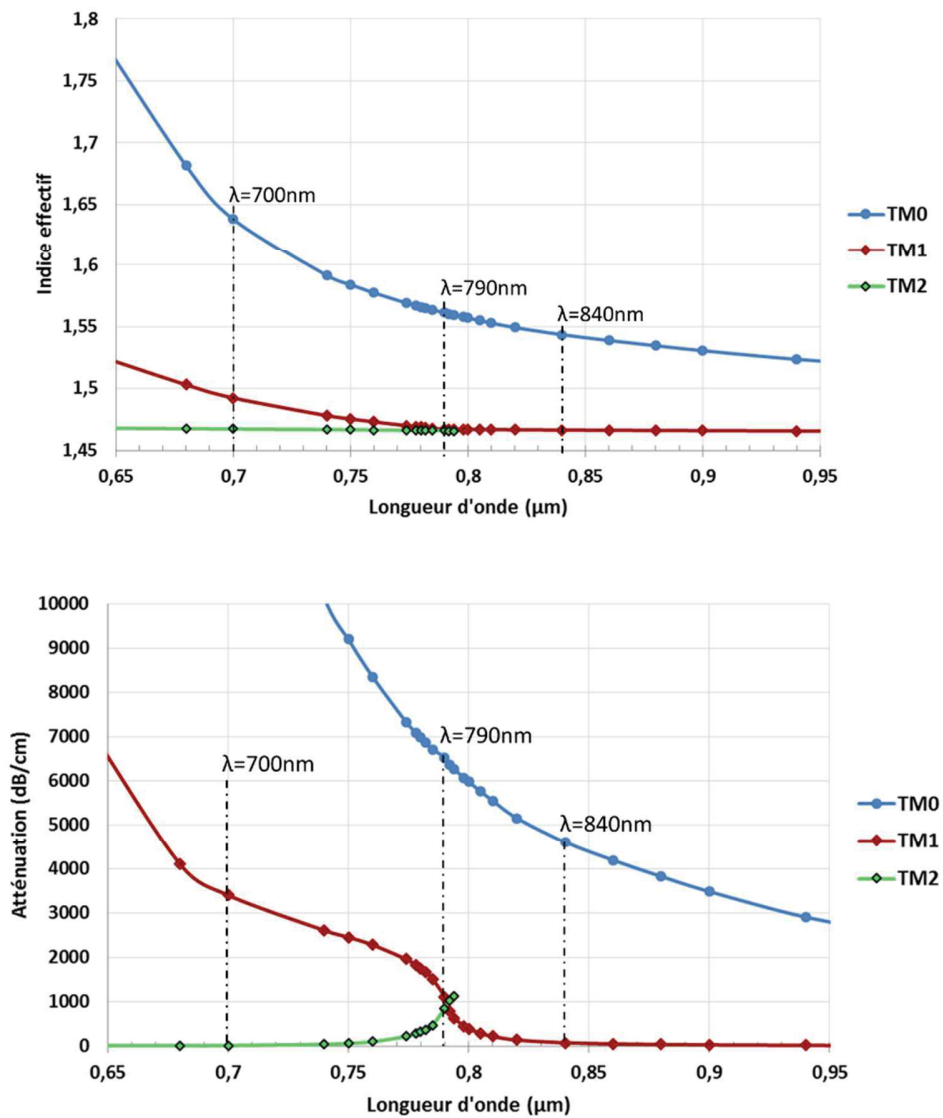 1,8
1,75
1,7
1,65
1,6
1,55
1,5
1,45
Indice effectif
λ=700nm
λ=790nm
λ=840nm
TM0
TM1
TM2
0,65 0,7 0,75 0,8 0,85 0,9 0,95
Longueur d'onde (µm)
10000
9000
8000
7000
6000
5000
4000
3000
2000
1000
0
Atténuation (dB/cm)
λ=790nm
λ=700nm
λ=840nm
TM0
TM1
TM2
0,65 0,7 0,75 0,8 0,85 0,9 0,95
Longueur d'onde (µm)